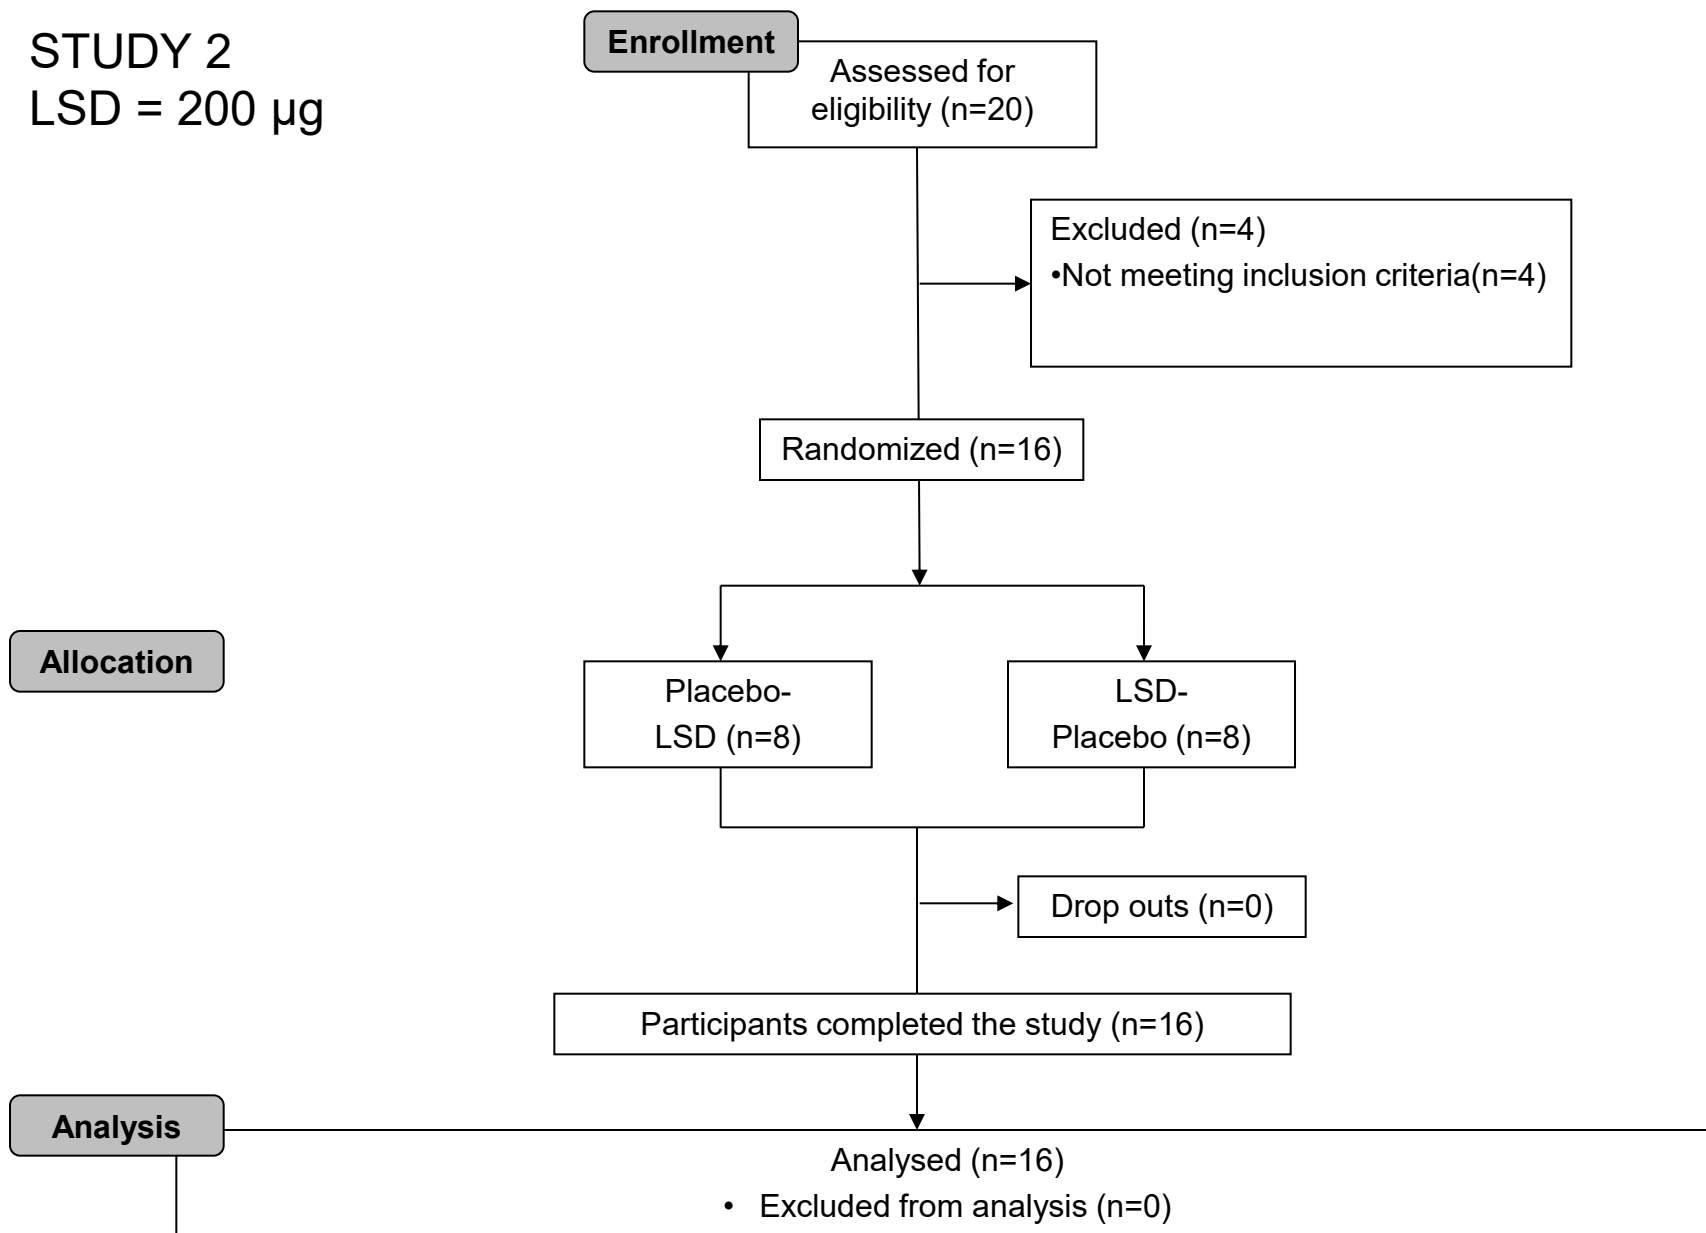 STUDY 2
LSD = 200 µg
Enrollment
Assessed for
eligibility (n=20)
Excluded (n=4)
•Not meeting inclusion criteria(n=4)
Randomized (n=16)
Allocation
Placebo-
LSD (n=8)
LSD-
Placebo (n=8)
Drop outs (n=0)
Participants completed the study (n=16)
Analysis
Analysed (n=16)
• Excluded from analysis (n=0)